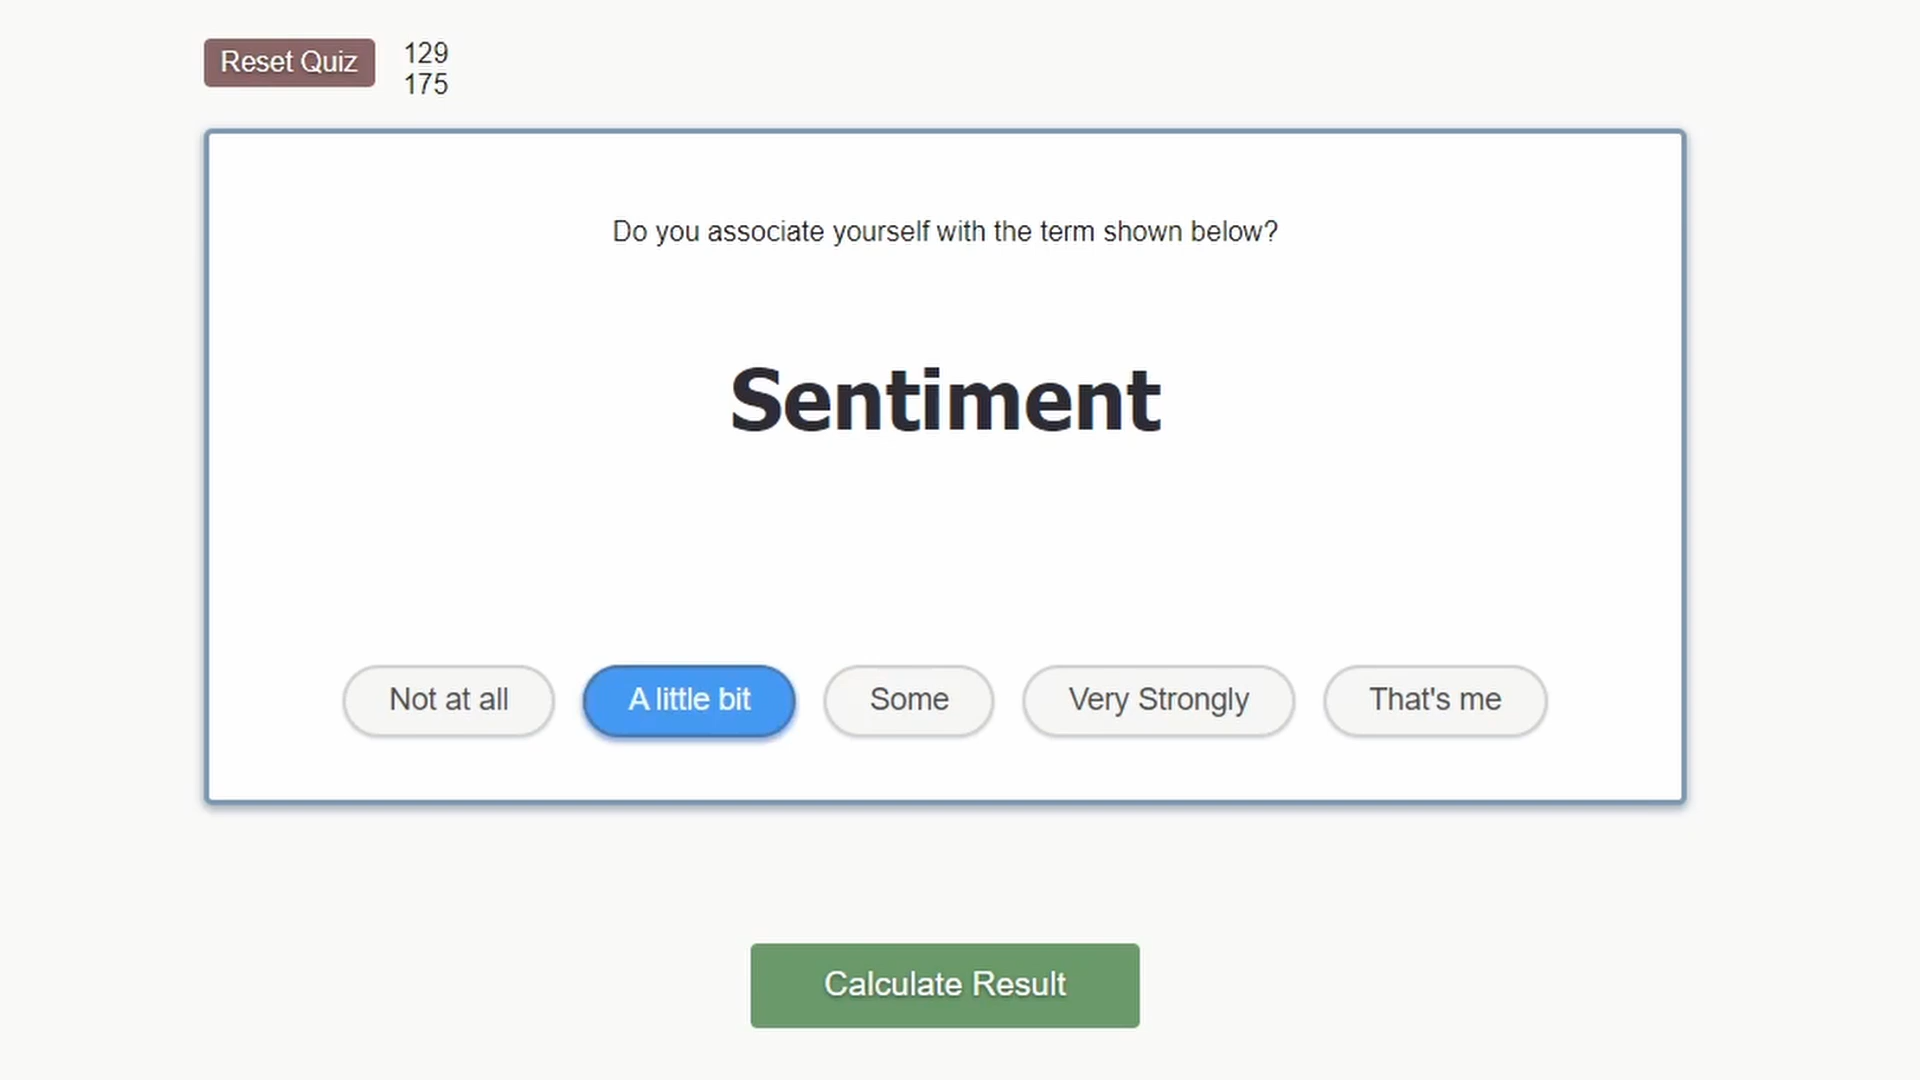 Reset Quiz
129
175
Do you associate yourself with the term shown below?
Sentiment
Not at all
A little bit
Some
Very Strongly
That's me
Calculate Result